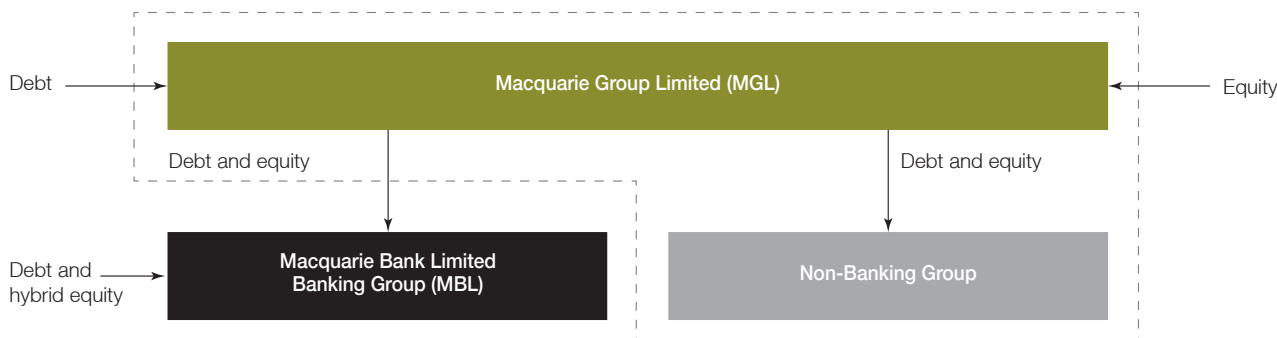 Macquarie Group Limited (MGL)
Debt
Equity
Debt and equity
Debt and equity
Macquarie Bank Limited
Banking Group (MBL)
Debt and
hybrid equity
Non-Banking Group